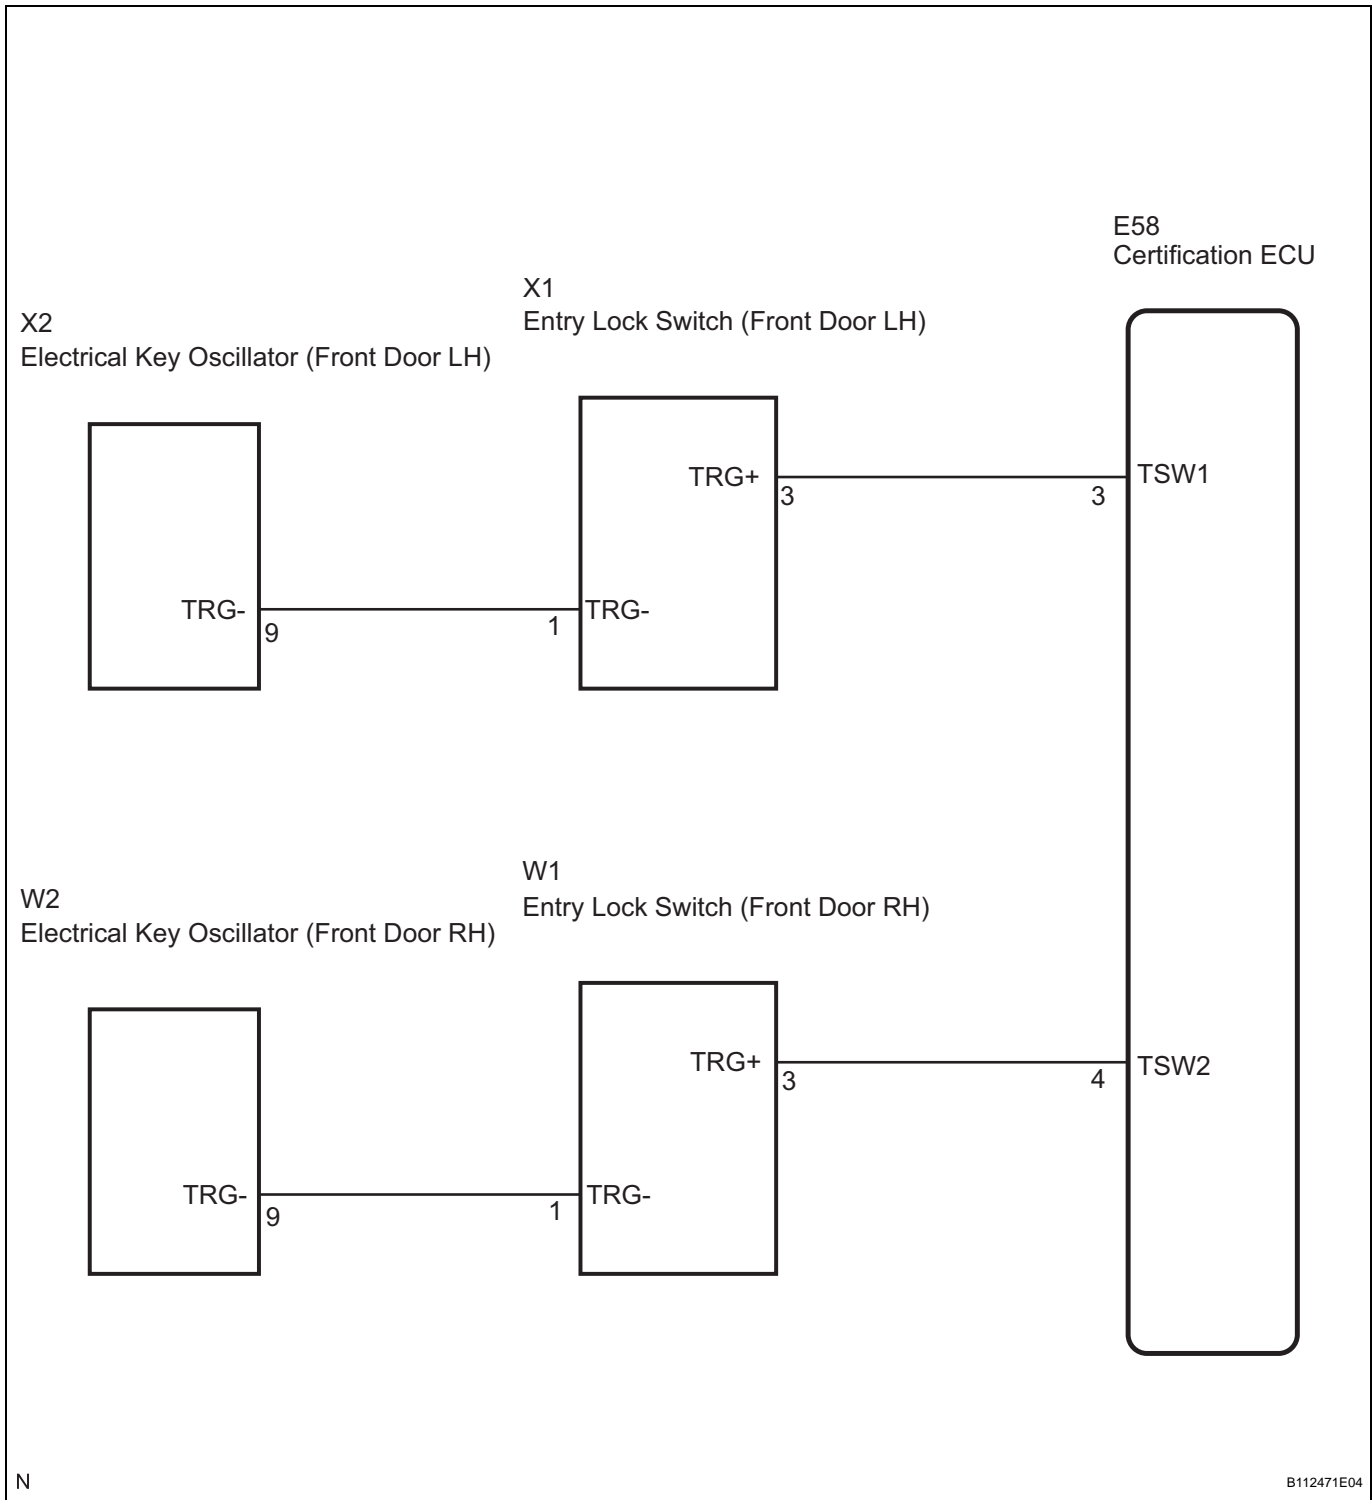 E58
Certification ECU
X1
Entry Lock Switch (Front Door LH)
X2
Electrical Key Oscillator (Front Door LH)
TRG+
3
3
TSW1
TRG-
9
1
TRG-
W1
Entry Lock Switch (Front Door RH)
W2
Electrical Key Oscillator (Front Door RH)
TRG+
3
4
TSW2
TRG-
9
1
TRG-
N
B112471E04